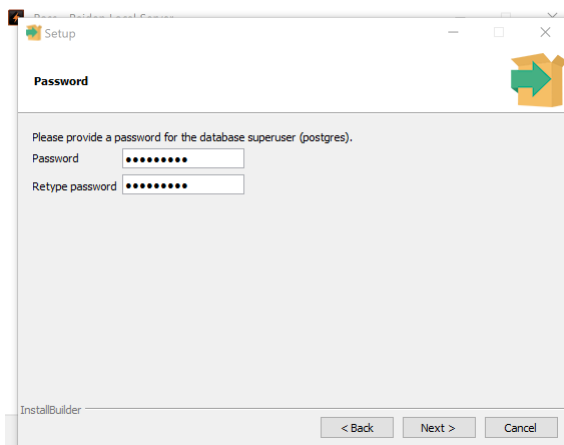 Setup
Password
Please provide a password for the database superuser (postgres).
Password
Retype password
InstallBuilder
< Back
Next >
Cancel